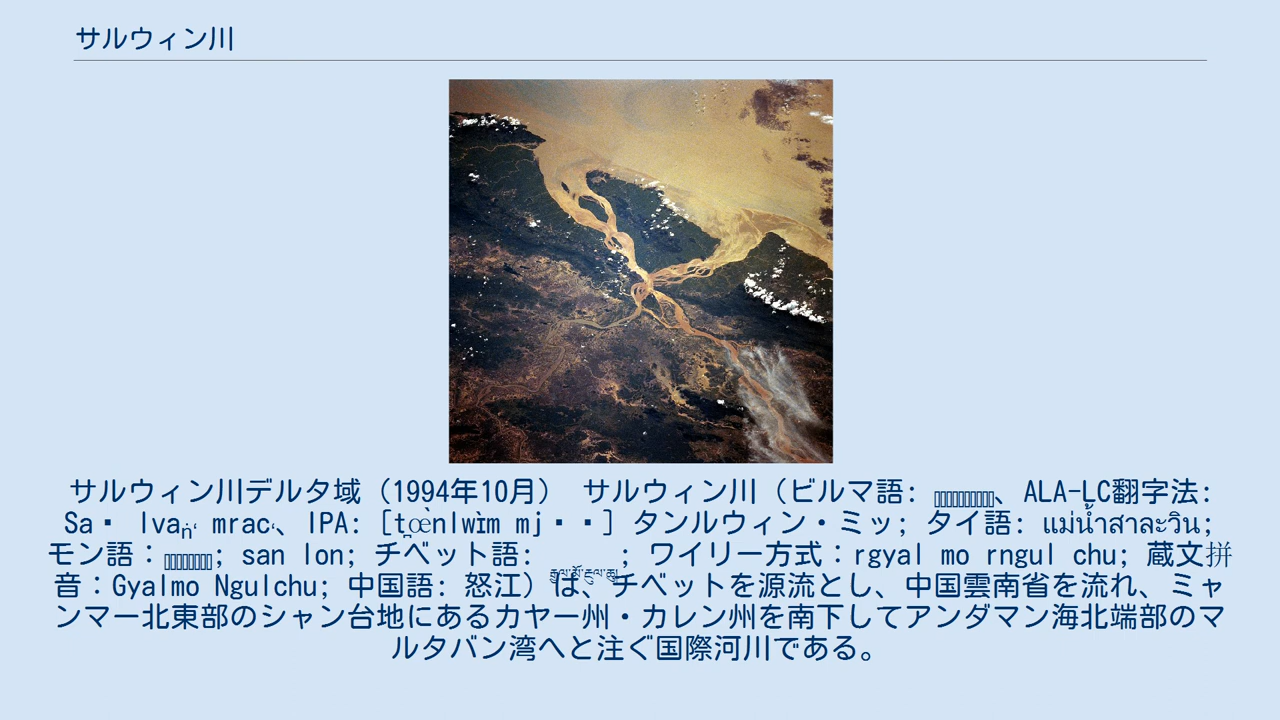 サルウィン川
サルウィン川デルタ域（1994年10月） サルウィン川（ビルマ語: 、ALA-LC翻字法:
mrac‘、IPA: ] タンルウィン・ミッ; タイ語: แม่น้ำสาละวิน;
モン語：; san lon; チベット語: ; ワイリー方式：rgyal mo rngul chu; 蔵文拼
音：Gyalmo Ngulchu; 中国語: 怒江）は、チベットを源流とし、中国雲南省を流れ、ミャ
ンマー北東部のシャン台地にあるカヤー州・カレン州を南下してアンダマン海北端部のマ
ルタバン湾へと注ぐ国際河川である。